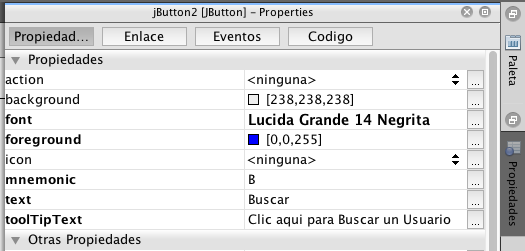 jButton2 [JButton] – Properties
Propiedad... Enlace Eventos Codigo
Propiedades
action <ninguna> ...
background [238,238,238] ...
font Lucida Grande 14 Negrita ...
foreground [0,0,255] ...
icon <ninguna> ...
mnemonic B ...
text Buscar ...
toolTipText Clic aqui para Buscar un Usuario ...
Otras Propiedades
Paleta
Propiedades